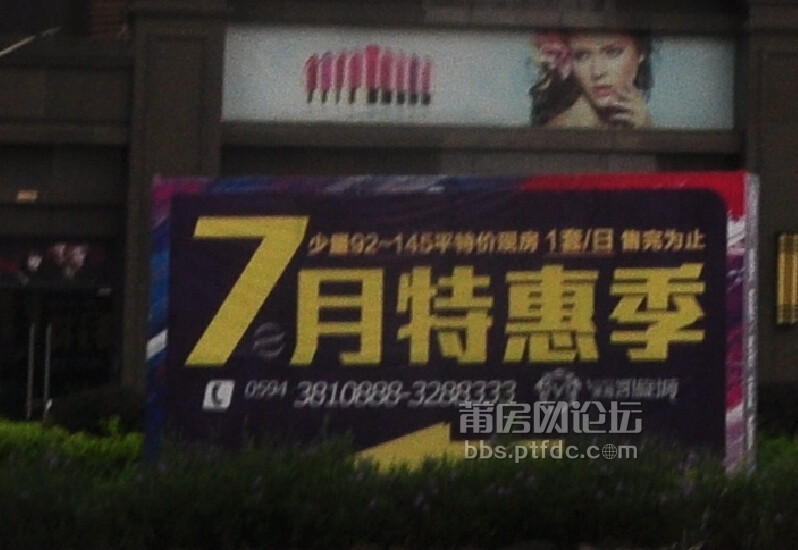 少量92~145平特价现房 1套/日 售完为止
7月特惠季
0594 3810888-3288333
莆房网论坛
bbs.ptfdc.com